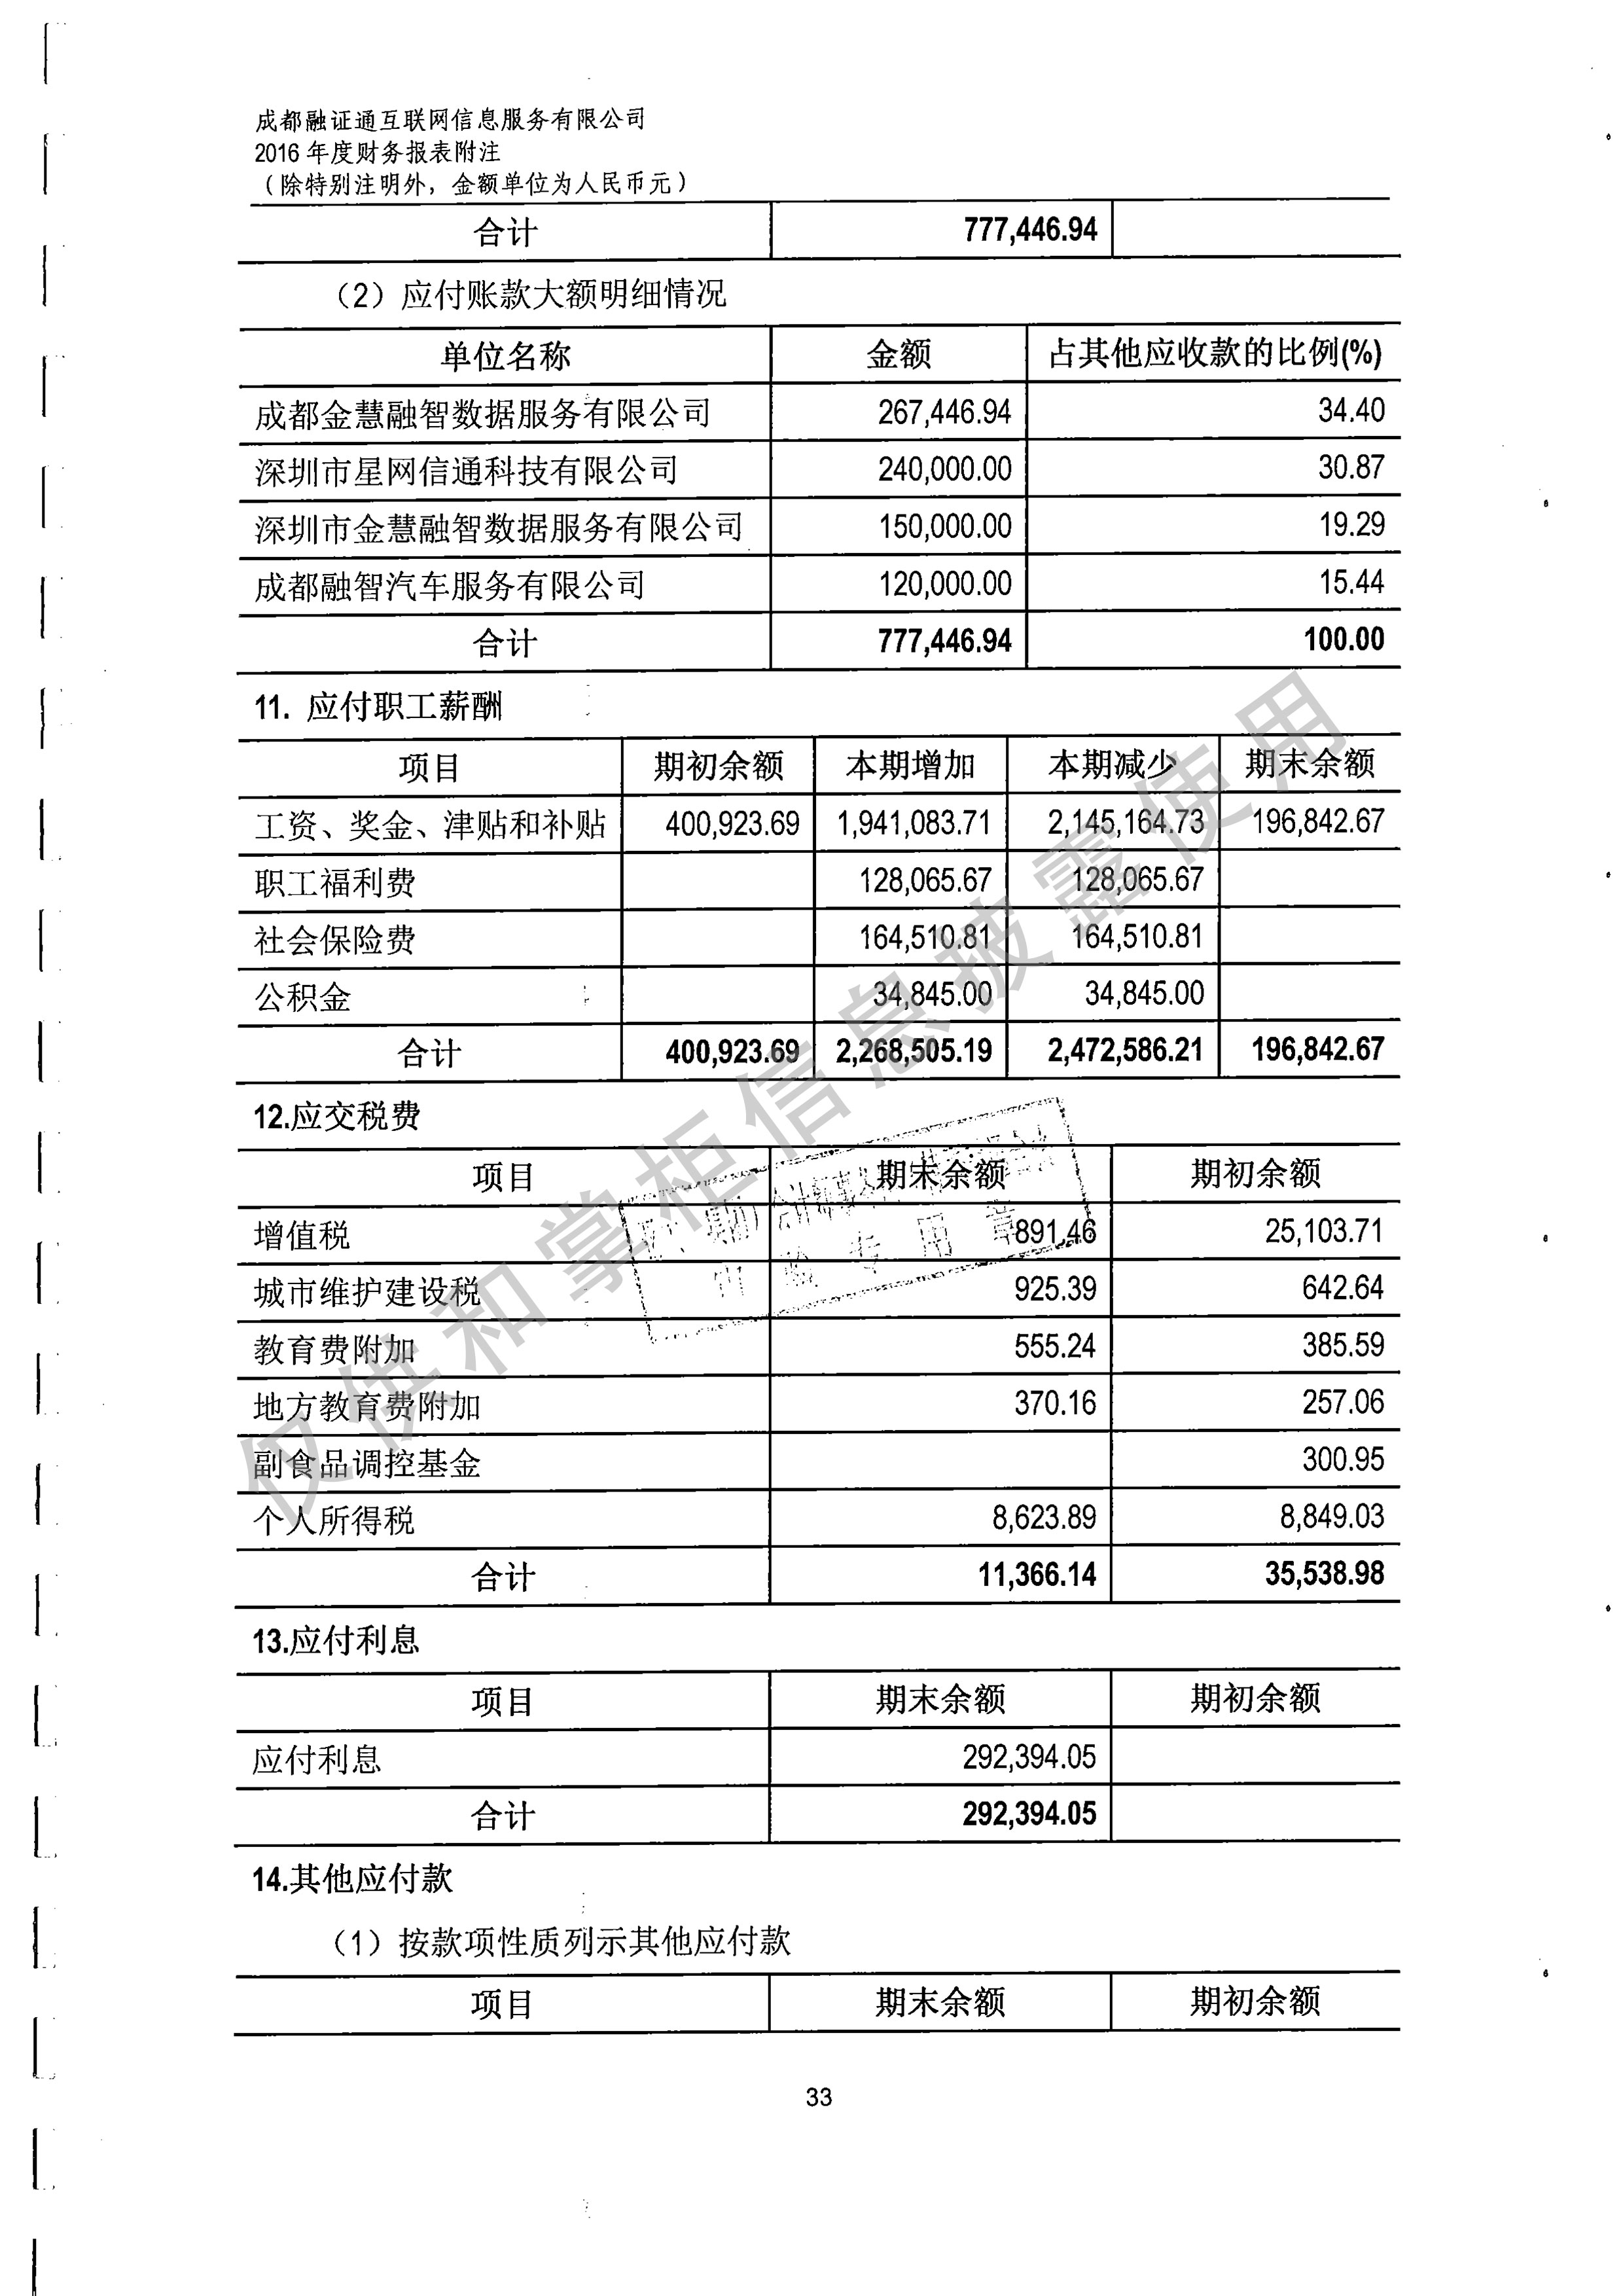 成都融证通互联网信息服务有限公司
2016 年度财务报表附注
（除特别注明外，金额单位为人民币元）
合计 777,446.94
（2）应付账款大额明细情况
单位名称 金额 占其他应收款的比例(%)
成都金慧融智数据服务有限公司 267,446.94 34.40
深圳市星网信通科技有限公司 240,000.00 30.87
深圳市金慧融智数据服务有限公司 150,000.00 19.29
成都融智汽车服务有限公司 120,000.00 15.44
合计 777,446.94 100.00
11. 应付职工薪酬
项目 期初余额 本期增加 本期减少 期末余额
工资、奖金、津贴和补贴 400,923.69 1,941,083.71 2,145,164.73 196,842.67
职工福利费 128,065.67 128,065.67
社会保险费 164,510.81 164,510.81
公积金 34,845.00 34,845.00
合计 400,923.69 2,268,505.19 2,472,586.21 196,842.67
12.应交税费
项目 期末余额 期初余额
增值税 891.46 25,103.71
城市维护建设税 925.39 642.64
教育费附加 555.24 385.59
地方教育费附加 370.16 257.06
副食品调控基金 300.95
个人所得税 8,623.89 8,849.03
合计 11,366.14 35,538.98
13.应付利息
项目 期末余额 期初余额
应付利息 292,394.05
合计 292,394.05
14.其他应付款
（1）按款项性质列示其他应付款
项目 期末余额 期初余额
33
仅供和掌柜信息披露使用
专用章